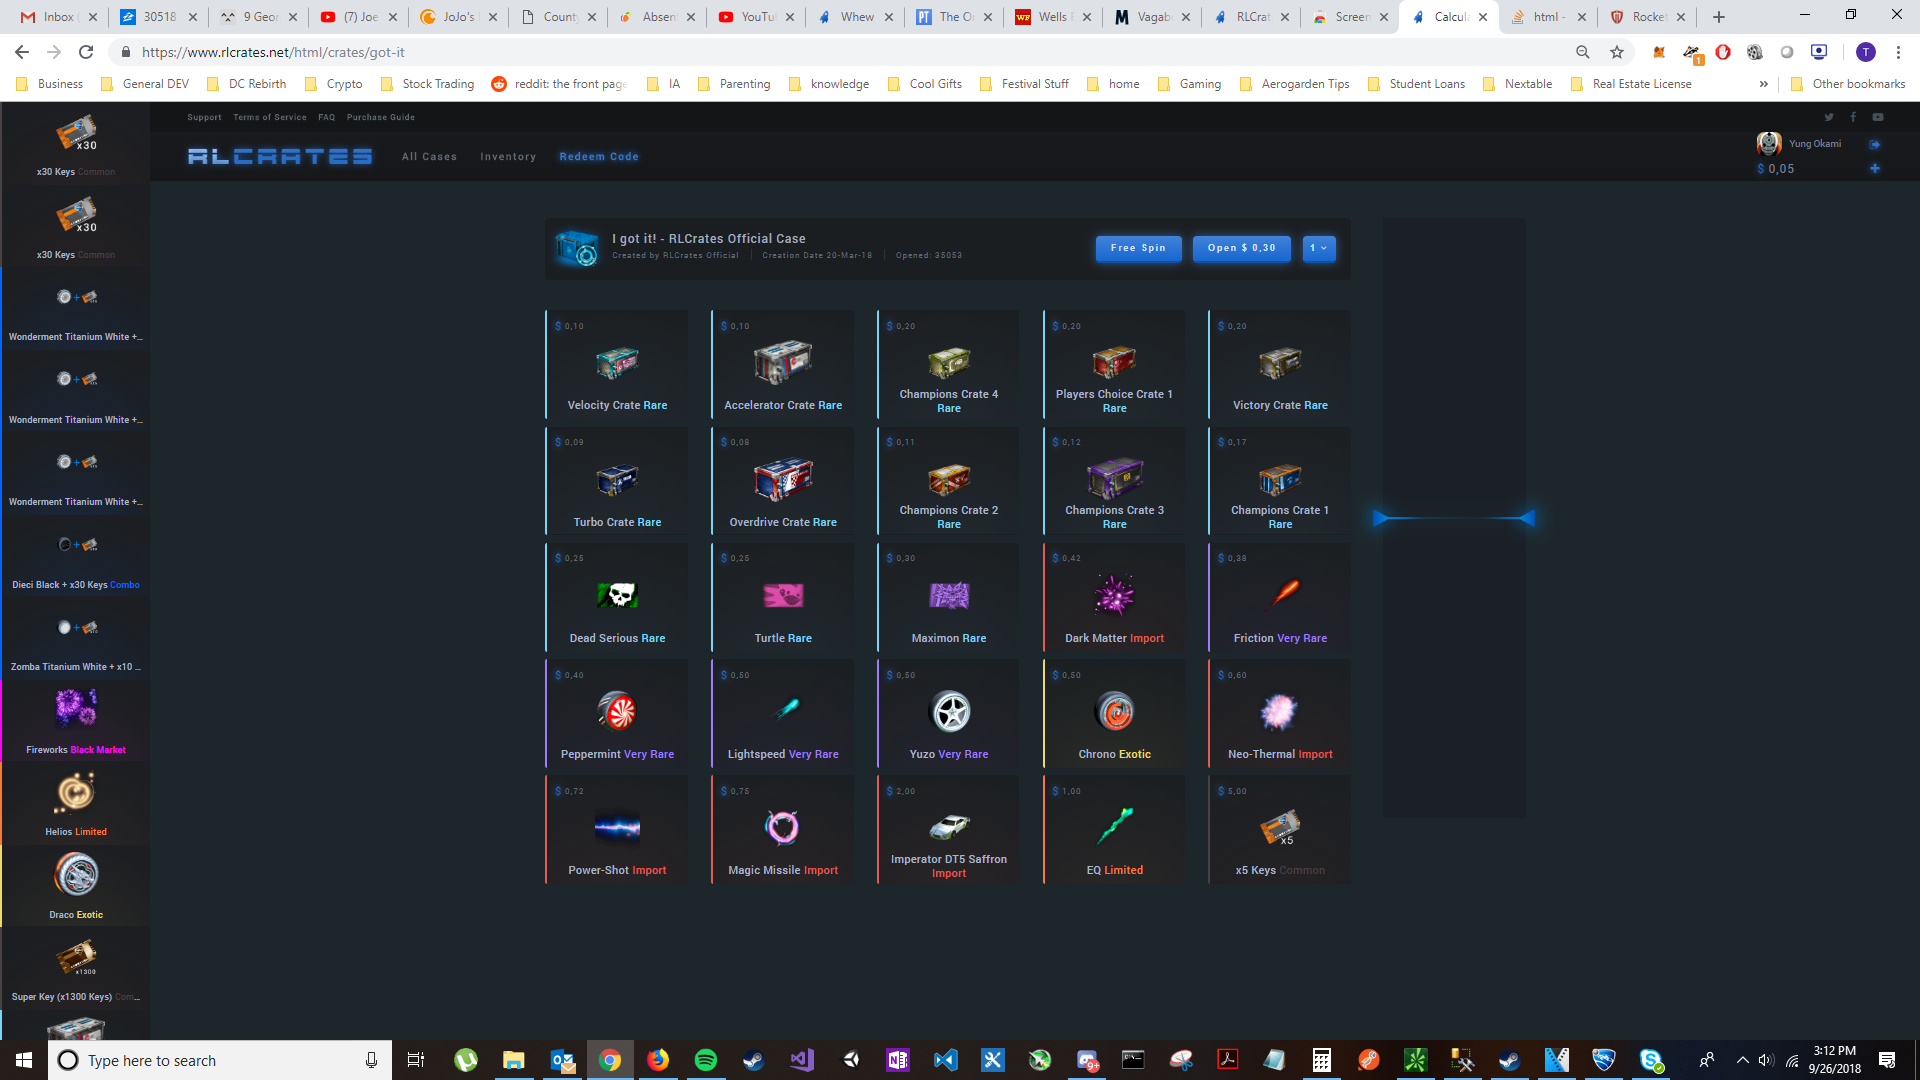 Inbox (
30518
9 Geor
(7) Joe
JoJo's
Count
Absen
YouTu
Whew
The O
Wells
Vagab
RLCrat
Screen
Calcul
html -
Rocket
https://www.rlcrates.net/html/crates/got-it
1
T
Business
General DEV
DC Rebirth
Crypto
Stock Trading
reddit: the front page
IA
Parenting
knowledge
Cool Gifts
Festival Stuff
home
Gaming
Aerogarden Tips
Student Loans
Nextable
Real Estate License
»
Other bookmarks
Support
Terms of Service
FAQ
Purchase Guide
RLCRATES
All Cases
Inventory
Redeem Code
Yung Okami
$ 0,05
x30
x30 Keys Common
x30
x30 Keys Common
Wonderment Titanium White +...
Wonderment Titanium White +...
Wonderment Titanium White +...
Dieci Black + x30 Keys Combo
Zomba Titanium White + x10 ...
Fireworks Black Market
Helios Limited
Draco Exotic
x1300
Super Key (x1300 Keys) Com...
I got it! - RLCrates Official Case
Created by RLCrates Official
Creation Date 20-Mar-18
Opened: 35053
Free Spin
Open $ 0,30
1
$ 0,10
Velocity Crate Rare
$ 0,10
Accelerator Crate Rare
$ 0,20
Champions Crate 4
Rare
$ 0,20
Players Choice Crate 1
Rare
$ 0,20
Victory Crate Rare
$ 0,09
Turbo Crate Rare
$ 0,08
Overdrive Crate Rare
$ 0,11
Champions Crate 2
Rare
$ 0,12
Champions Crate 3
Rare
$ 0,17
Champions Crate 1
Rare
$ 0,25
Dead Serious Rare
$ 0,25
Turtle Rare
$ 0,30
Maximon Rare
$ 0,42
Dark Matter Import
$ 0,38
Friction Very Rare
$ 0,40
Peppermint Very Rare
$ 0,50
Lightspeed Very Rare
$ 0,50
Yuzo Very Rare
$ 0,50
Chrono Exotic
$ 0,60
Neo-Thermal Import
$ 0,72
Power-Shot Import
$ 0,75
Magic Missile Import
$ 2,00
Imperator DT5 Saffron
Import
$ 1,00
EQ Limited
$ 5,00
x5
x5 Keys Common
Type here to search
9+
3:12 PM
9/26/2018